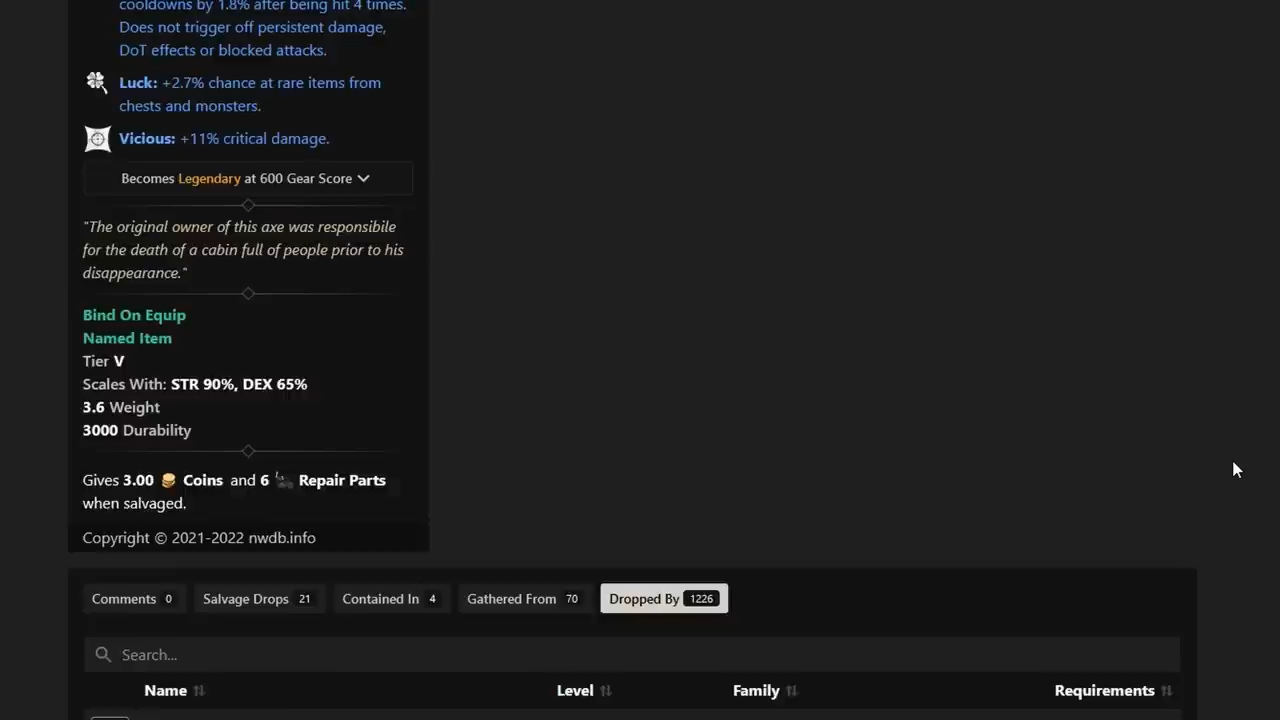 cooldowns by 1.8% after being hit 4 times.
Does not trigger off persistent damage,
DoT effects or blocked attacks.
Luck: +2.7% chance at rare items from
chests and monsters.
Vicious: +11% critical damage.
Becomes Legendary at 600 Gear Score
"The original owner of this axe was responsibile
for the death of a cabin full of people prior to his
disappearance."
Bind On Equip
Named Item
Tier V
Scales With: STR 90%, DEX 65%
3.6 Weight
3000 Durability
Gives 3.00 Coins and 6 Repair Parts
when salvaged.
Copyright © 2021-2022 nwdb.info
Comments 0 Salvage Drops 21 Contained In 4 Gathered From 70 Dropped By 1226
Search...
Name Level Family Requirements